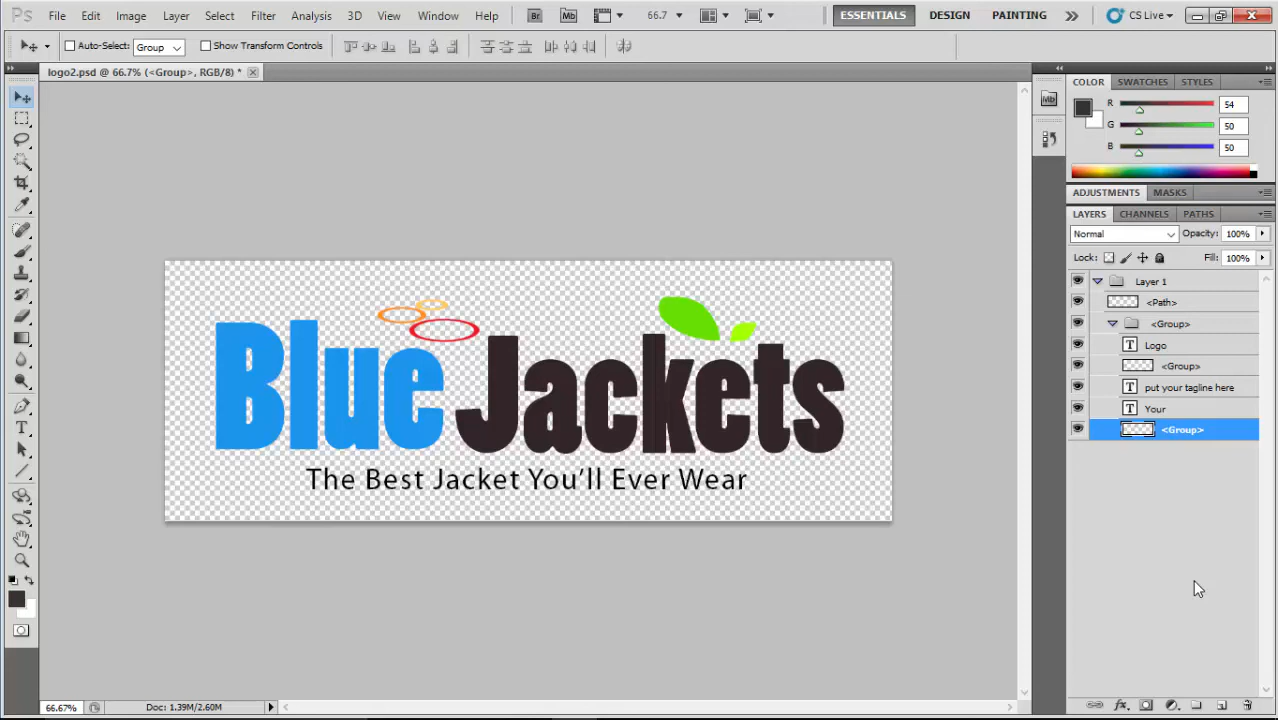 Ps File Edit Image Layer Select Filter Analysis 3D View Window Help Br Mb 66.7 ESSENTIALS DESIGN PAINTING CS Live
Auto-Select: Group Show Transform Controls
logo2.psd @ 66.7% (<Group>, RGB/8) *
COLOR SWATCHES STYLES
R 54
G 50
B 50
Mb
ADJUSTMENTS MASKS
LAYERS CHANNELS PATHS
Normal Opacity: 100%
Lock: Fill: 100%
Layer 1
<Path>
<Group>
T Logo
<Group>
T put your tagline here
T Your
<Group>
Blue Jackets
The Best Jacket You'll Ever Wear
T
66.67% Doc: 1.39M/2.60M
fx